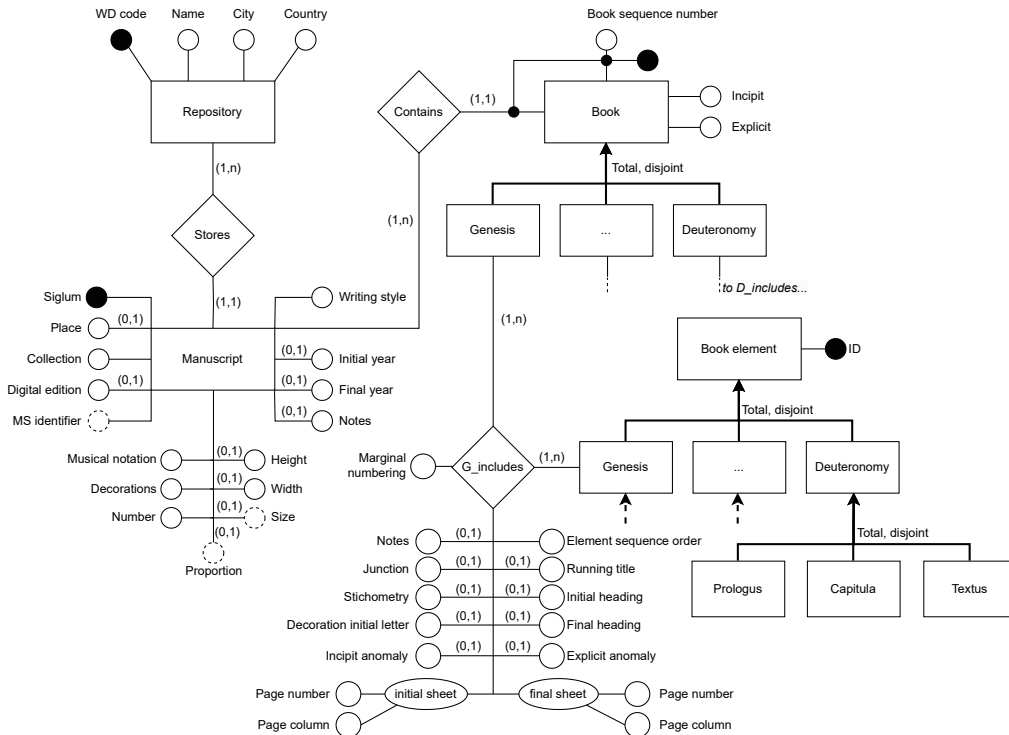 WD code
Name
City
Country
Book sequence number
Repository
Contains
(1,1)
Book
Incipit
Explicit
(1,n)
Total, disjoint
(1,n)
Stores
Genesis
...
Deuteronomy
to D_includes...
Siglum
(1,1)
Writing style
Place
(0,1)
(1,n)
Collection
Manuscript
(0,1)
Initial year
Book element
ID
Digital edition
(0,1)
(0,1)
Final year
MS identifier
(0,1)
Notes
Total, disjoint
Musical notation
(0,1)
Height
Marginal
numbering
G_includes
(1,n)
Genesis
...
Deuteronomy
Decorations
(0,1)
Width
Number
(0,1)
Size
(0,1)
Proportion
Total, disjoint
Notes
(0,1)
Element sequence order
Junction
(0,1)
(0,1)
Running title
Prologus
Capitula
Textus
Stichometry
(0,1)
(0,1)
Initial heading
Decoration initial letter
(0,1)
(0,1)
Final heading
Incipit anomaly
(0,1)
(0,1)
Explicit anomaly
Page number
initial sheet
final sheet
Page number
Page column
Page column